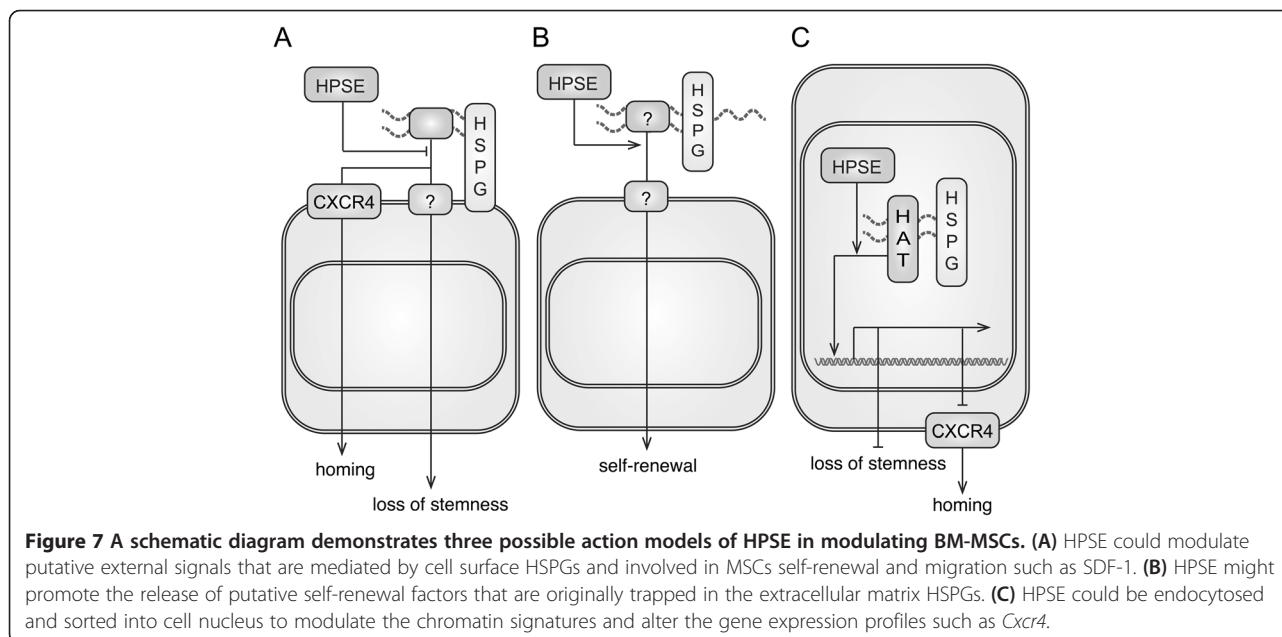 A
B
C
HPSE
H
S
P
G
CXCR4
?
homing
loss of stemness
HPSE
?
H
S
P
G
?
self-renewal
HPSE
H
A
T
H
S
P
G
CXCR4
loss of stemness
homing
Figure 7 A schematic diagram demonstrates three possible action models of HPSE in modulating BM-MSCs. (A) HPSE could modulate
putative external signals that are mediated by cell surface HSPGs and involved in MSCs self-renewal and migration such as SDF-1. (B) HPSE might
promote the release of putative self-renewal factors that are originally trapped in the extracellular matrix HSPGs. (C) HPSE could be endocytosed
and sorted into cell nucleus to modulate the chromatin signatures and alter the gene expression profiles such as Cxcr4.